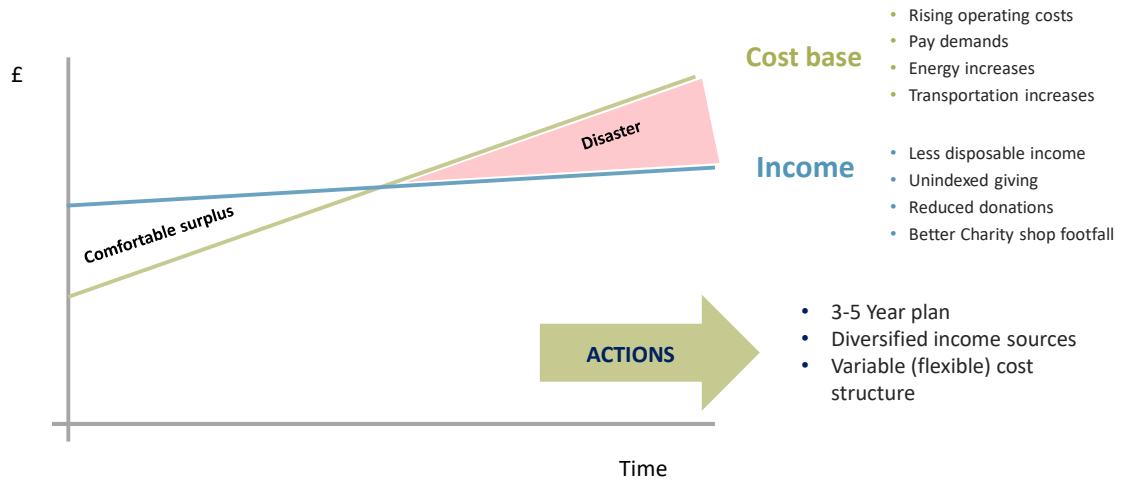 £
Cost base
• Rising operating costs
• Pay demands
• Energy increases
• Transportation increases
Disaster
Comfortable surplus
Income
• Less disposable income
• Unindexed giving
• Reduced donations
• Better Charity shop footfall
ACTIONS
• 3-5 Year plan
• Diversified income sources
• Variable (flexible) cost
structure
Time